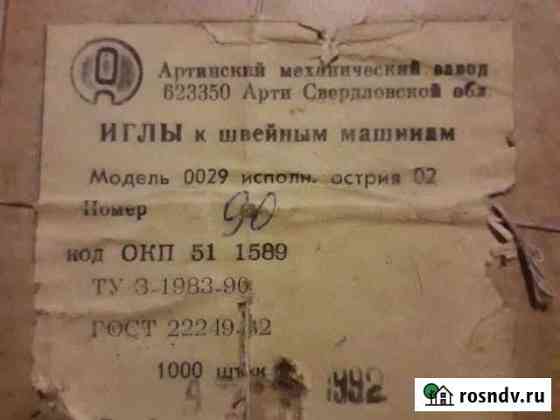 Артинский механический завод
623350 Арти Свердловской обл.
ИГЛЫ к швейным машинам
Модель 0029 исполн. острия 02
Номер 90
код ОКП 51 1589
ТУ 3-1983-90
ГОСТ 22249-82
1000 штук
1992
rosndv.ru